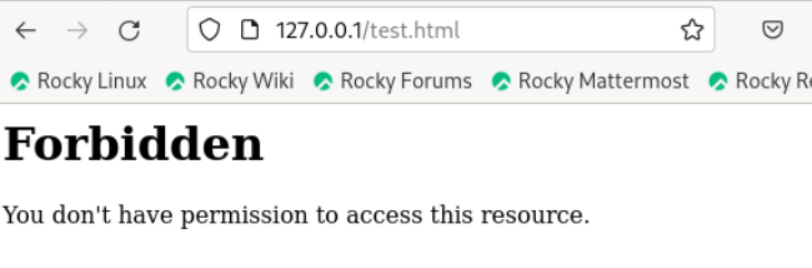 127.0.0.1/test.html
Rocky Linux Rocky Wiki Rocky Forums Rocky Mattermost Rocky Re
Forbidden
You don't have permission to access this resource.